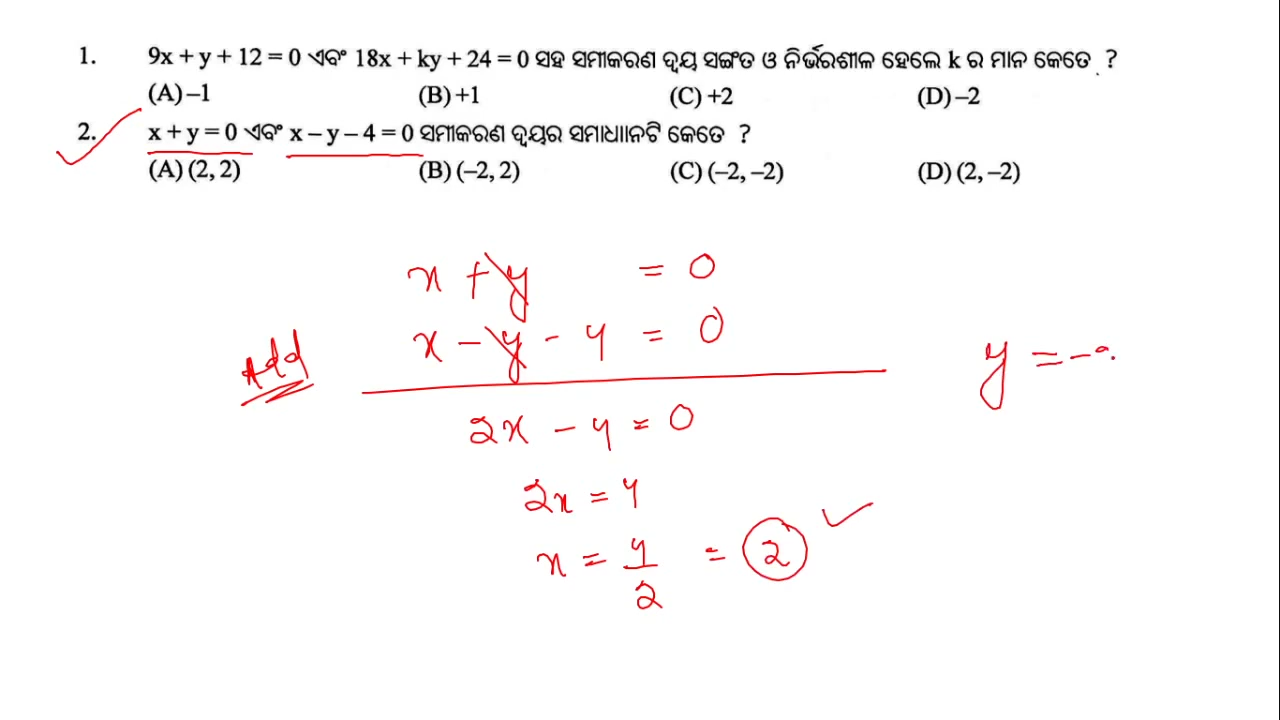 1. 9x + y + 12 = 0 ଏବଂ 18x + ky + 24 = 0 ସହ ସମୀକରଣ ଦ୍ୱୟ ସଙ୍ଗତ ଓ ନିର୍ଭରଶୀଳ ହେଲେ k ର ମାନ କେତେ ?
(A) –1 (B) +1 (C) +2 (D) –2
2. x + y = 0 ଏବଂ x – y – 4 = 0 ସମୀକରଣ ଦ୍ୱୟର ସମାଧାାନଟି କେତେ ?
(A) (2, 2) (B) (–2, 2) (C) (–2, –2) (D) (2, –2)
x + y = 0
x - y - 4 = 0
Add
y = -
2x - 4 = 0
2x = 4
x = 4/2 = 2